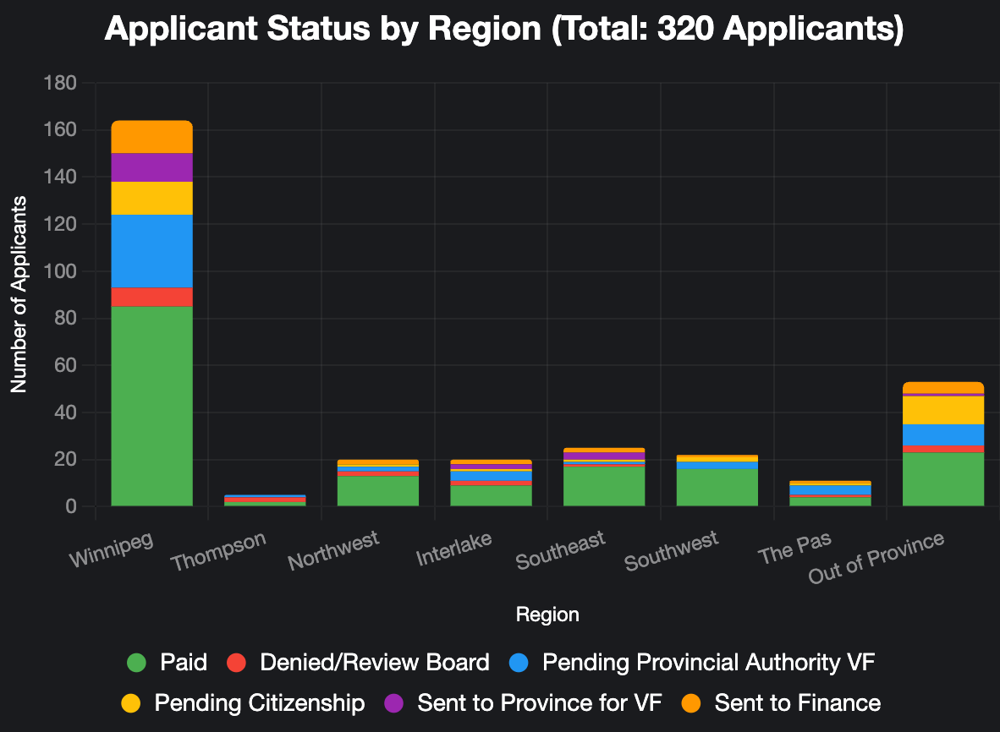 Applicant Status by Region (Total: 320 Applicants)
180
160
140
120
100
80
60
40
20
0
Number of Applicants
Winnipeg
Thompson
Northwest
Interlake
Southeast
Southwest
The Pas
Out of Province
Region
Paid Denied/Review Board Pending Provincial Authority VF
Pending Citizenship Sent to Province for VF Sent to Finance